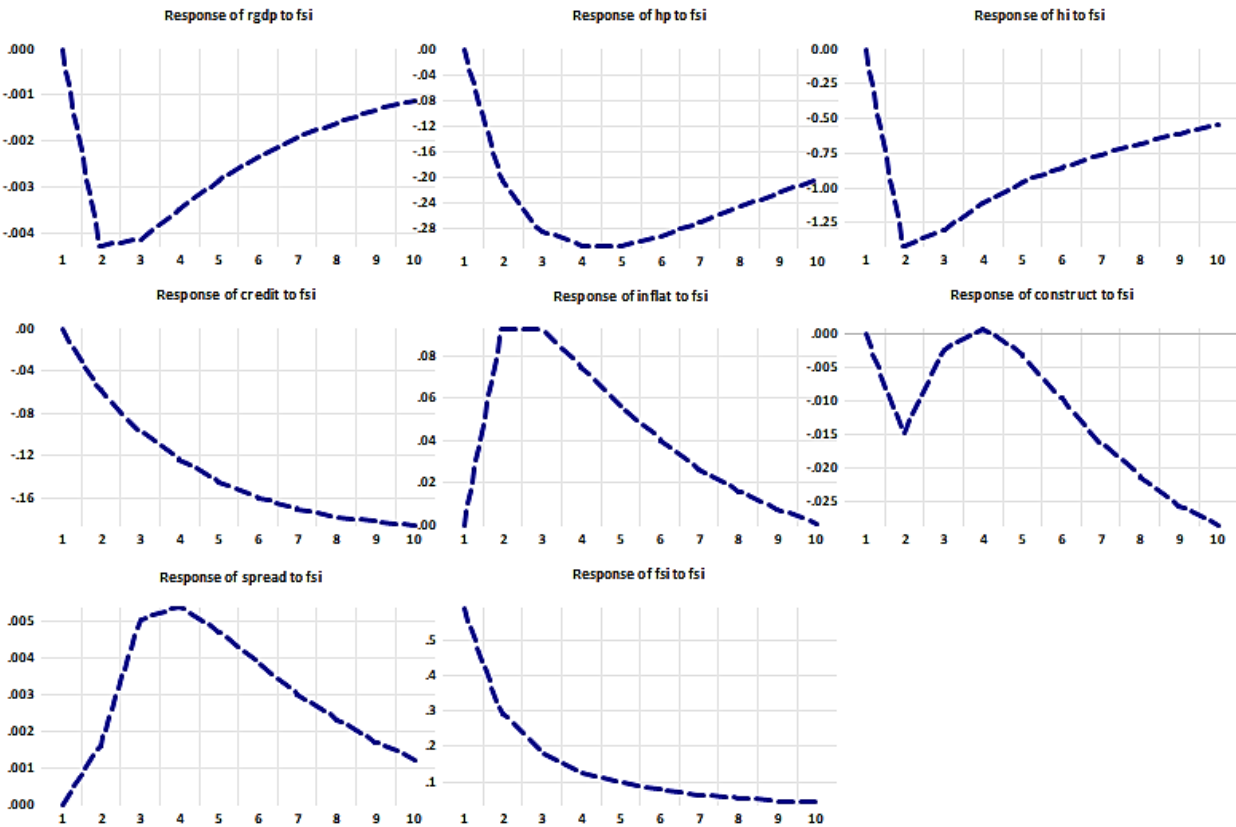 Response of rgdp to fsi
.000
-.001
-.002
-.003
-.004
1 2 3 4 5 6 7 8 9 10
Response of hp to fsi
.00
-.04
-.08
-.12
-.16
-.20
-.24
-.28
1 2 3 4 5 6 7 8 9 10
Response of hi to fsi
0.00
-0.25
-0.50
-0.75
-1.00
-1.25
1 2 3 4 5 6 7 8 9 10
Response of credit to fsi
.00
-.04
-.08
-.12
-.16
1 2 3 4 5 6 7 8 9 10
Response of inflat to fsi
.08
.06
.04
.02
.00
1 2 3 4 5 6 7 8 9 10
Response of construct to fsi
.000
-.005
-.010
-.015
-.020
-.025
1 2 3 4 5 6 7 8 9 10
Response of spread to fsi
.005
.004
.003
.002
.001
.000
1 2 3 4 5 6 7 8 9 10
Response of fsi to fsi
.5
.4
.3
.2
.1
1 2 3 4 5 6 7 8 9 10